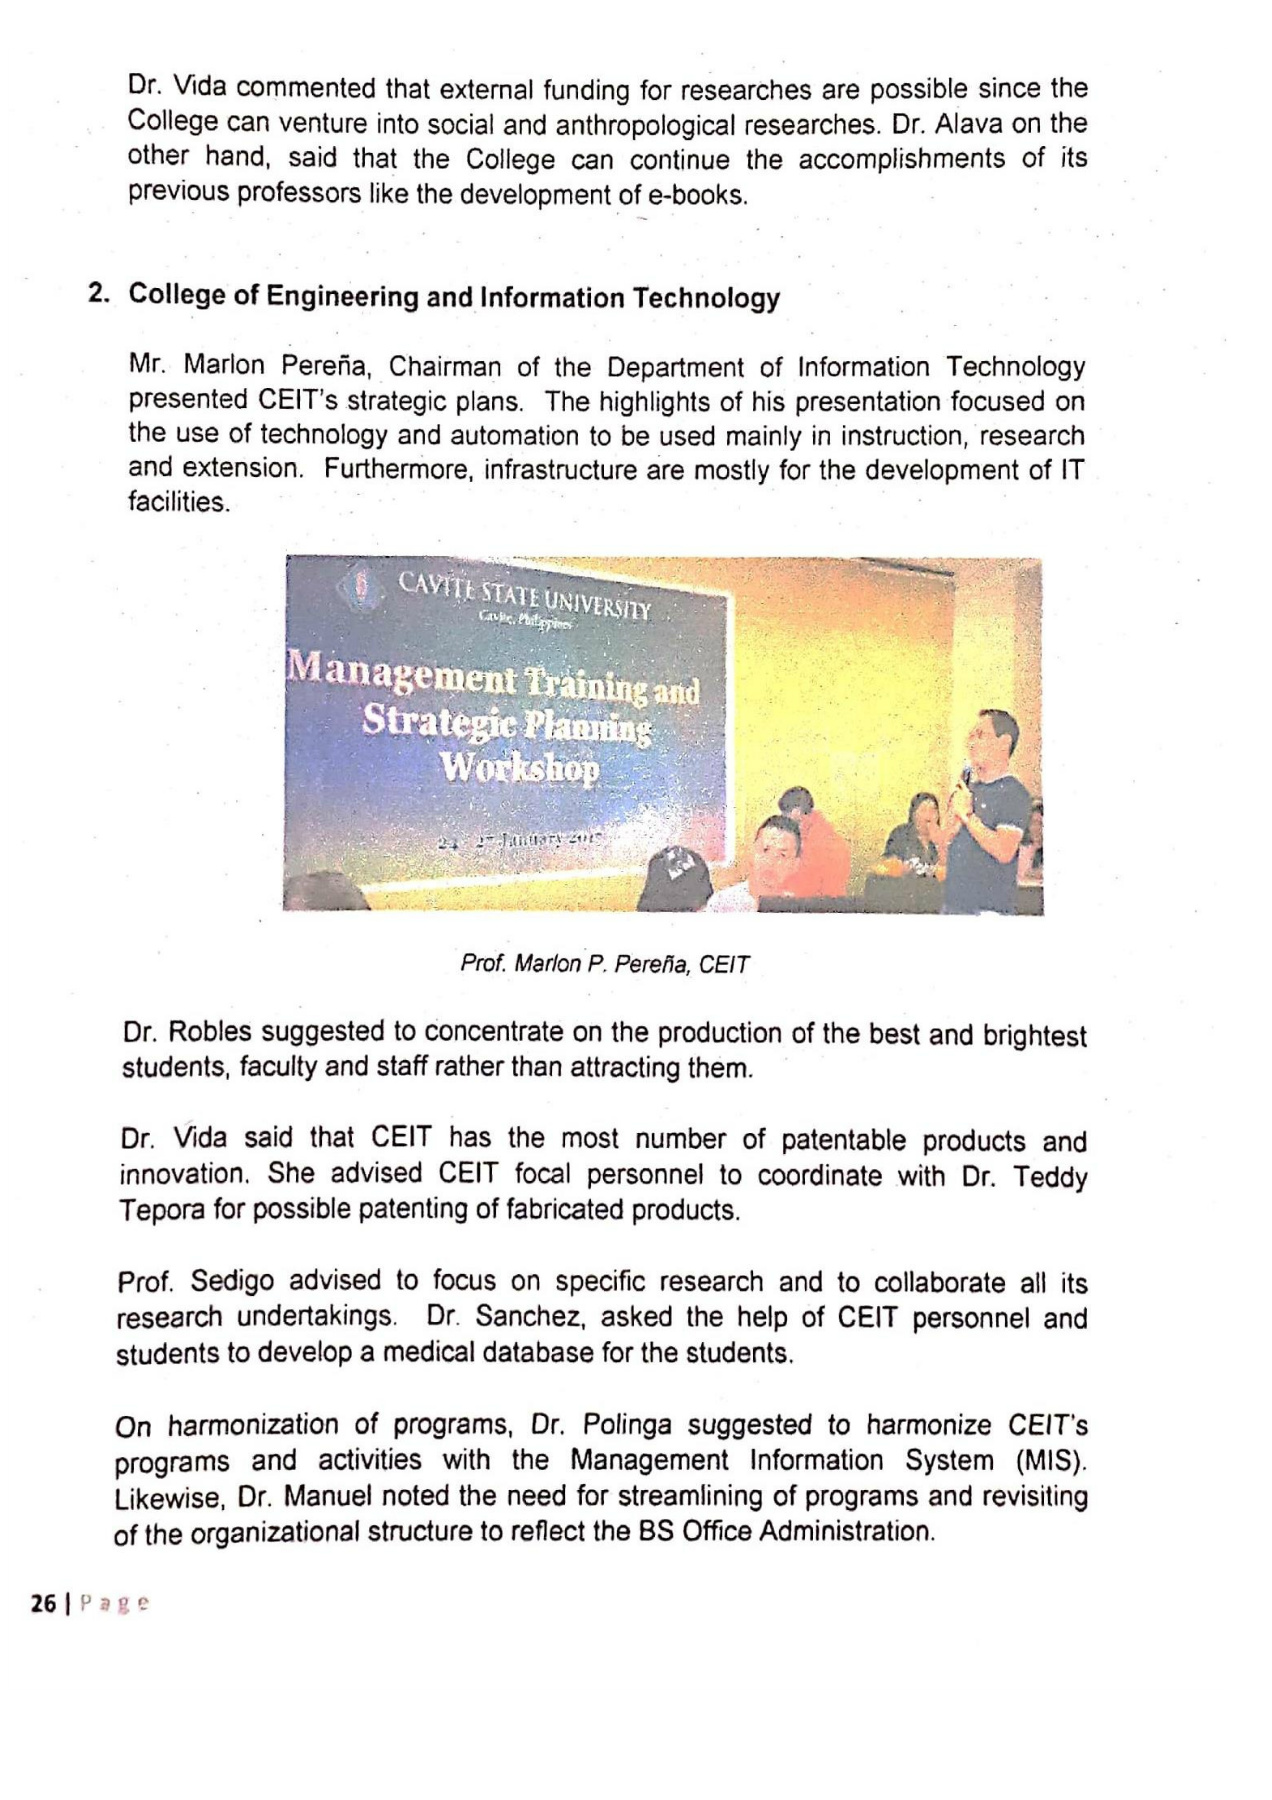 Dr. Vida commented that external funding for researches are possible since the
College can venture into social and anthropological researches. Dr. Alava on the
other hand, said that the College can continue the accomplishments of its
previous professors like the development of e-books.
2. College of Engineering and Information Technology
Mr. Marlon Pereña, Chairman of the Department of Information Technology
presented CEIT's strategic plans. The highlights of his presentation focused on
the use of technology and automation to be used mainly in instruction, research
and extension. Furthermore, infrastructure are mostly for the development of IT
facilities.
CAVITE STATE UNIVERSITY
Cavite, Philippines
Management Training and
Strategic Planning
Workshop
January
Prof. Marlon P. Pereña, CEIT
Dr. Robles suggested to concentrate on the production of the best and brightest
students, faculty and staff rather than attracting them.
Dr. Vida said that CEIT has the most number of patentable products and
innovation. She advised CEIT focal personnel to coordinate with Dr. Teddy
Tepora for possible patenting of fabricated products.
Prof. Sedigo advised to focus on specific research and to collaborate all its
research undertakings. Dr. Sanchez, asked the help of CEIT personnel and
students to develop a medical database for the students.
On harmonization of programs, Dr. Polinga suggested to harmonize CEIT's
programs and activities with the Management Information System (MIS).
Likewise, Dr. Manuel noted the need for streamlining of programs and revisiting
of the organizational structure to reflect the BS Office Administration.
26 | Page